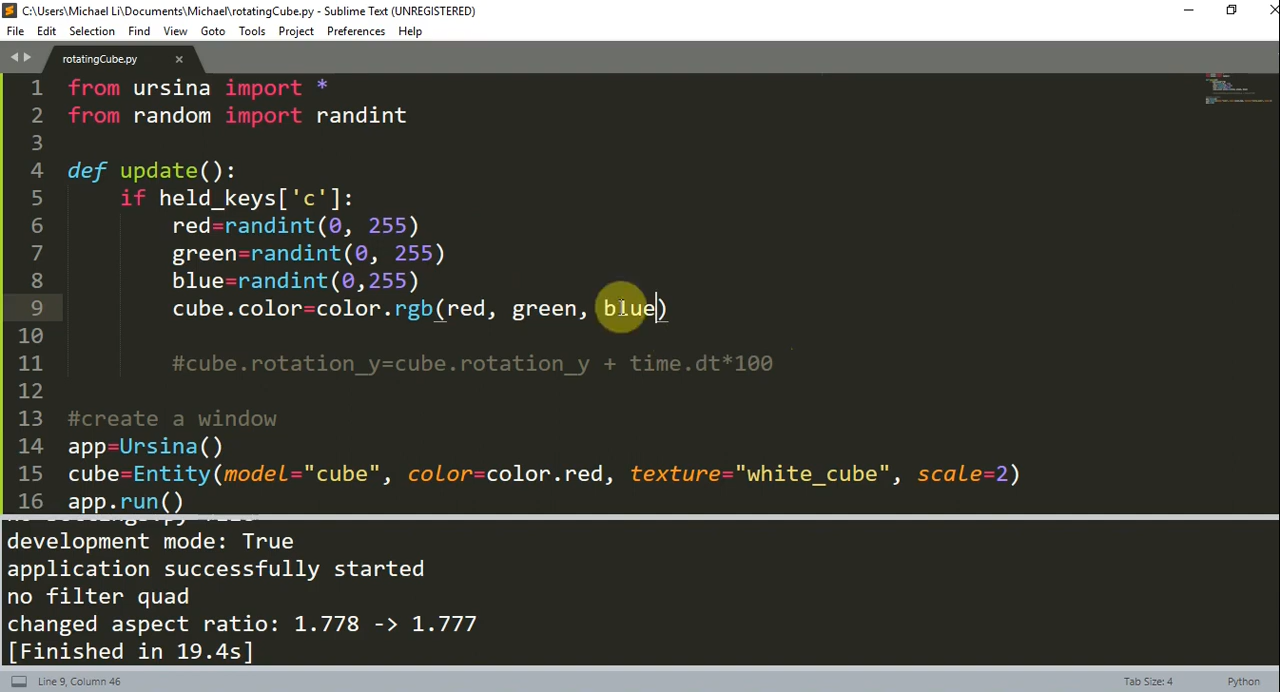 C:\Users\Michael Li\Documents\Michael\rotatingCube.py - Sublime Text (UNREGISTERED)
File Edit Selection Find View Goto Tools Project Preferences Help
rotatingCube.py ×
1 from ursina import *
2 from random import randint
3
4 def update():
5 if held_keys['c']:
6 red=randint(0, 255)
7 green=randint(0, 255)
8 blue=randint(0,255)
9 cube.color=color.rgb(red, green, blue)
10
11 #cube.rotation_y=cube.rotation_y + time.dt*100
12
13 #create a window
14 app=Ursina()
15 cube=Entity(model="cube", color=color.red, texture="white_cube", scale=2)
16 app.run()
development mode: True
application successfully started
no filter quad
changed aspect ratio: 1.778 -> 1.777
[Finished in 19.4s]
Line 9, Column 46 Tab Size: 4 Python